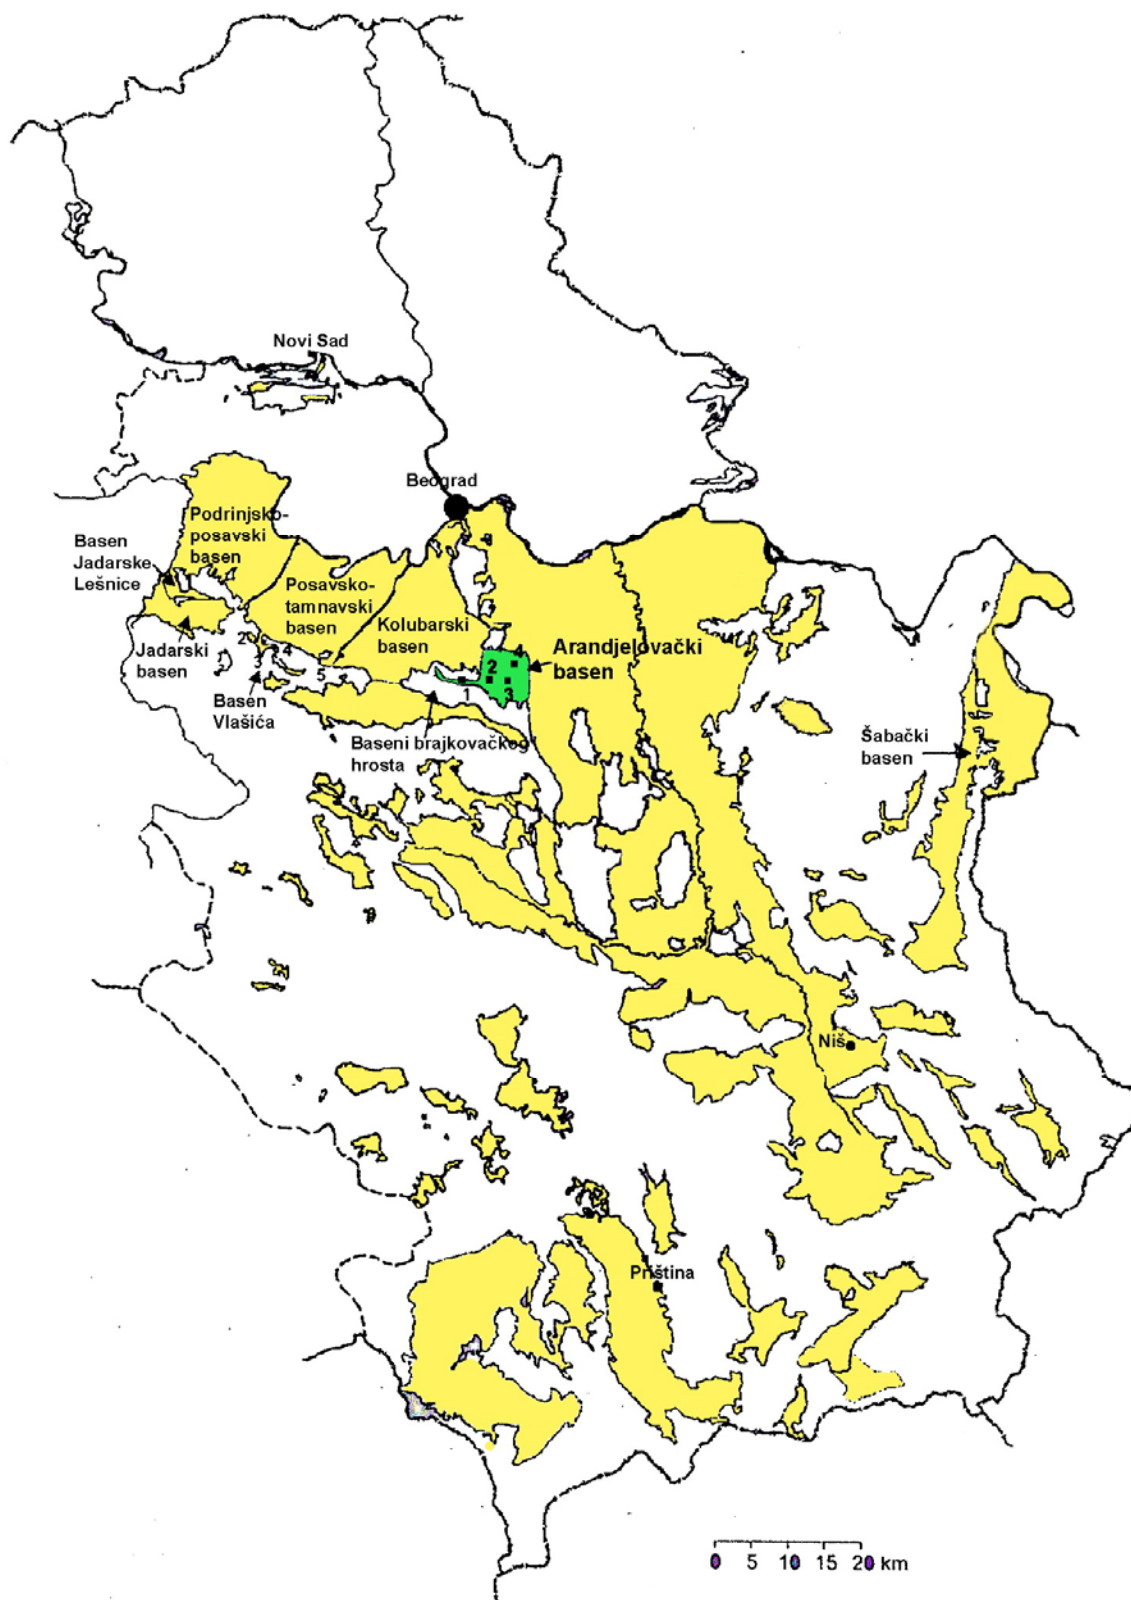 Novi Sad
Beograd
Podrinjsko-
posavski
basen
Basen
Jadarske
Lešnice
Posavsko-
tamnavski
basen
Kolubarski
basen
Arandjelovački
basen
Jadarski
basen
2
3
4
5
1
2
3
4
Basen
Vlašića
Baseni brajkovačkog
hrosta
Šabački
basen
Niš
Priština
0 5 10 15 20 km